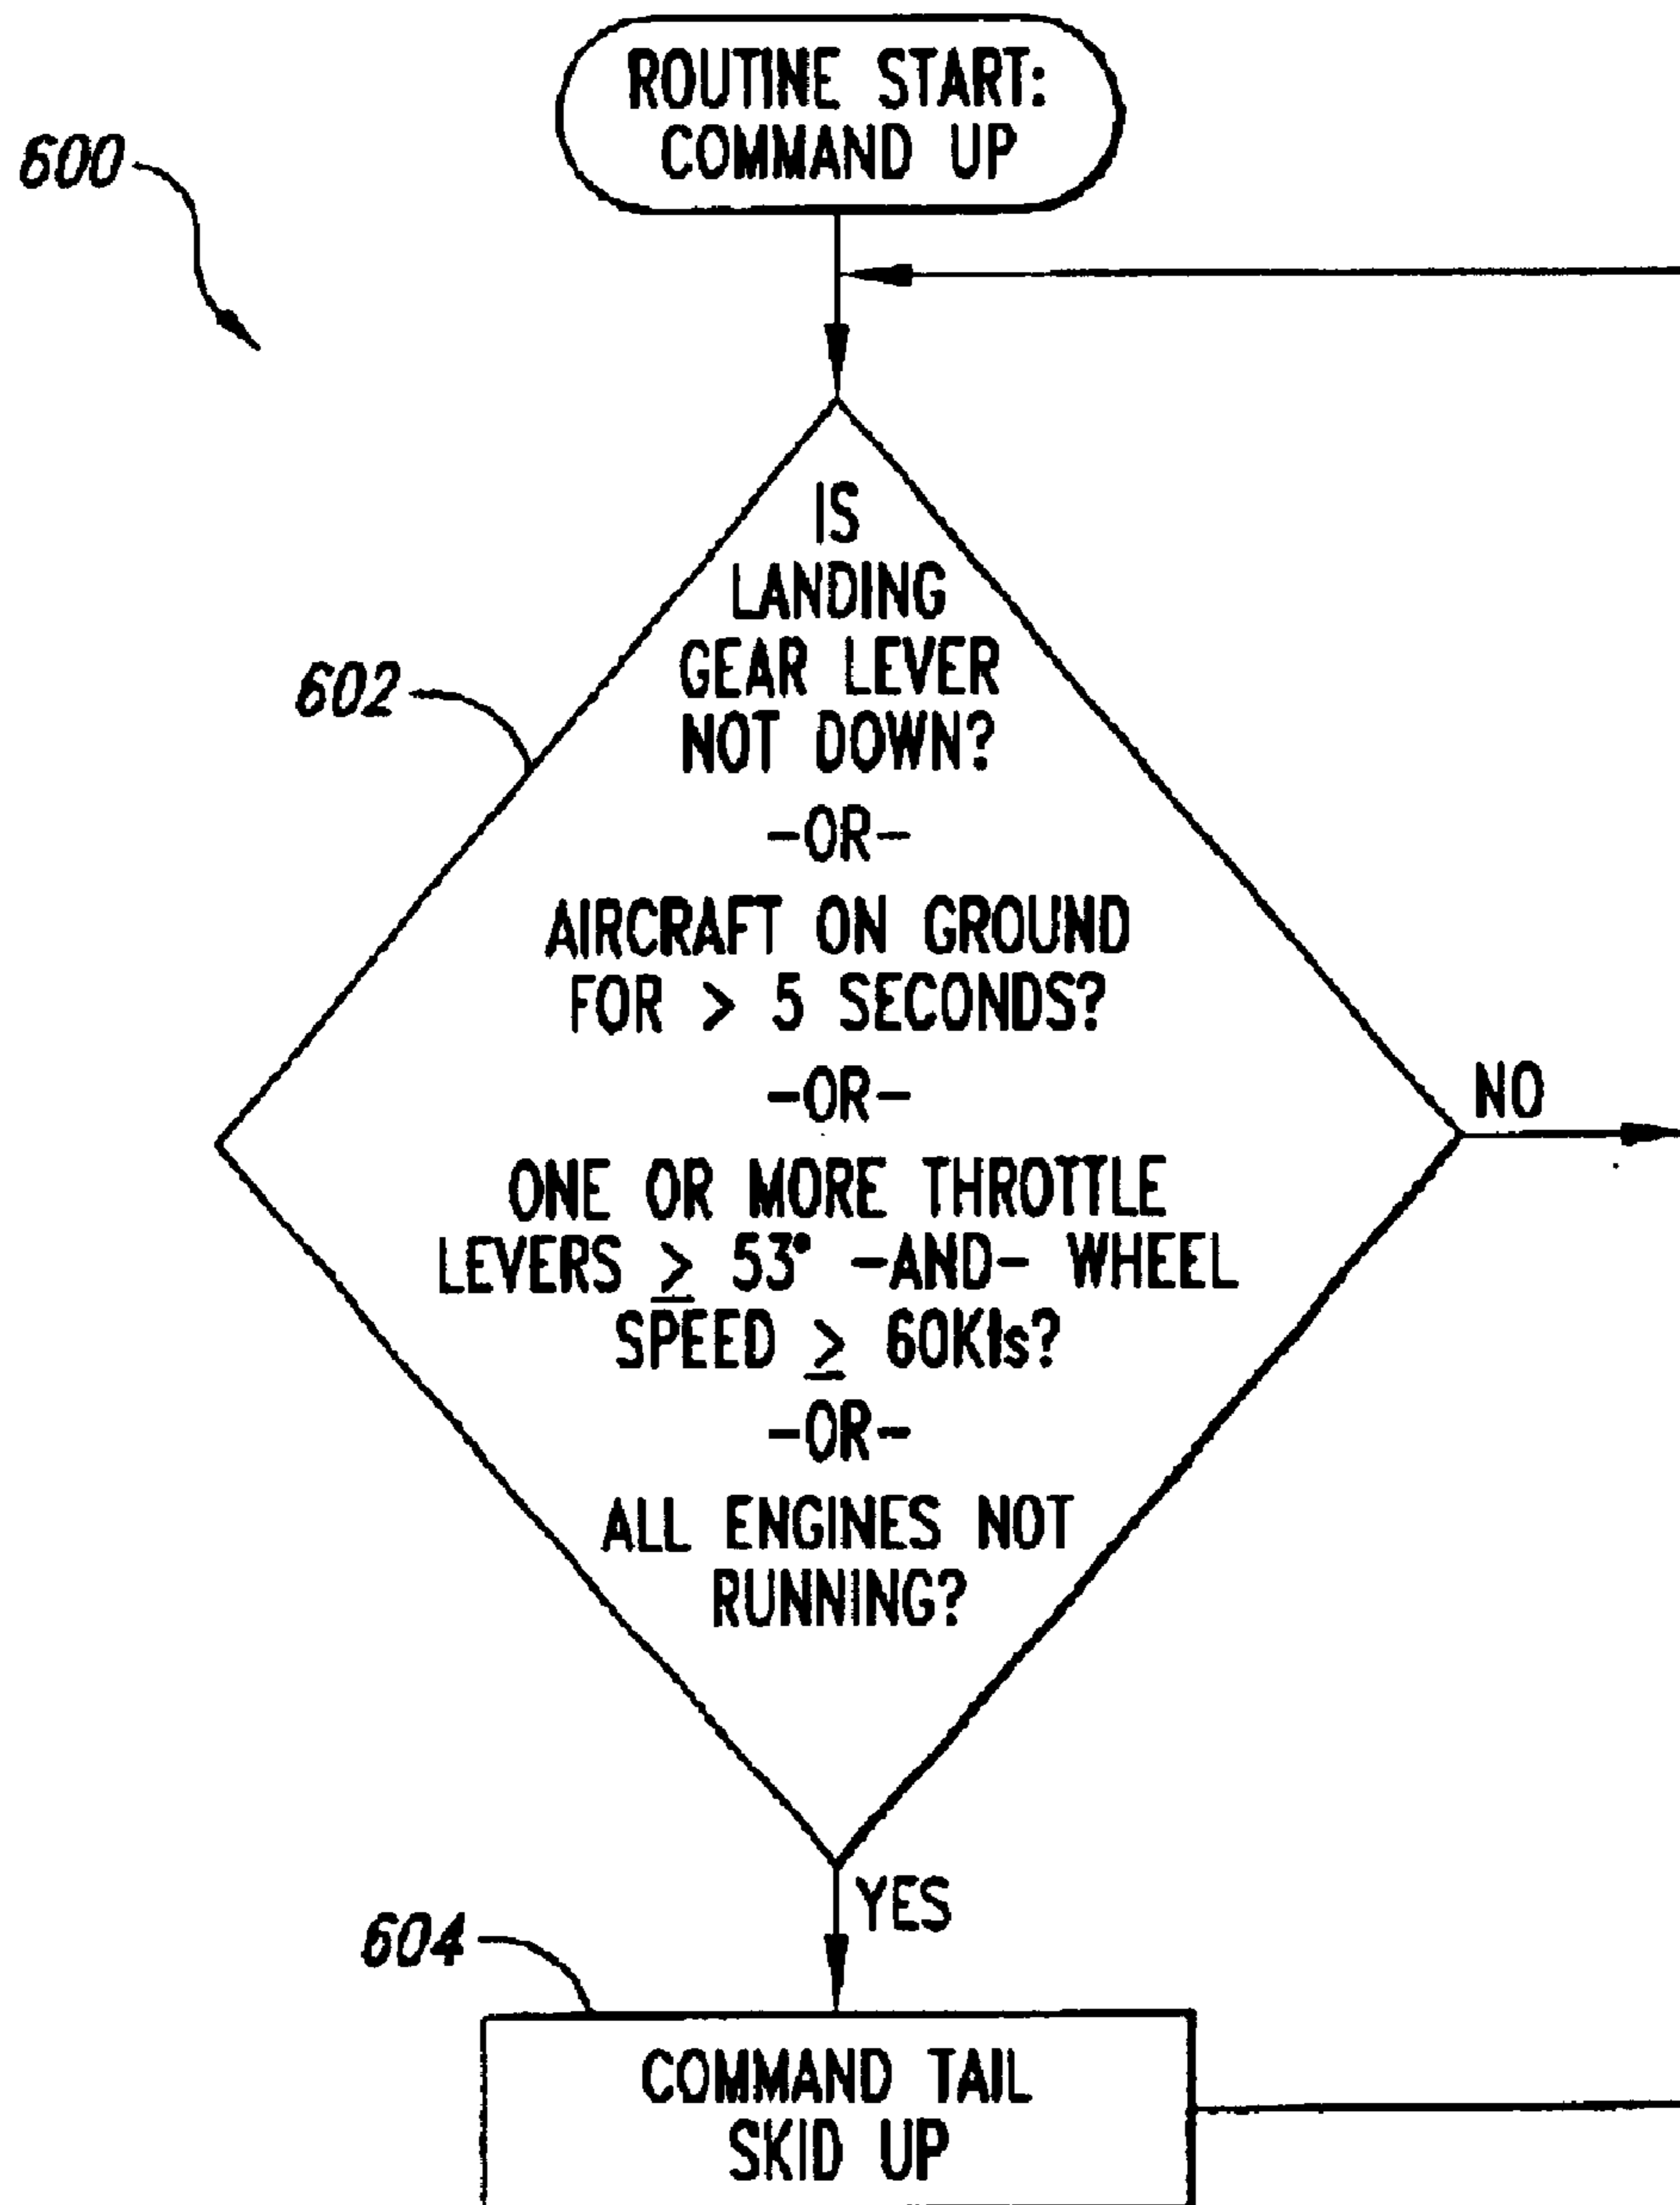 ROUTINE START:
COMMAND UP
600
IS
LANDING
GEAR LEVER
NOT DOWN?
602
-OR-
AIRCRAFT ON GROUND
FOR > 5 SECONDS?
-OR-
NO
ONE OR MORE THROTTLE
LEVERS ≥ 53° -AND- WHEEL
SPEED ≥ 60Kts?
-OR-
ALL ENGINES NOT
RUNNING?
YES
604
COMMAND TAIL
SKID UP